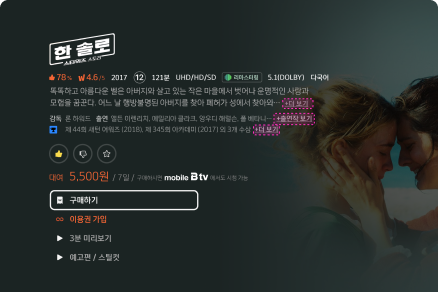 한 솔로
스타워즈 스토리
78% W 4.6/5 2017 12 121분 UHD/HD/SD 리마스터링 5.1(DOLBY) 다국어
똑똑하고 아름다운 벨은 아버지와 살고 있는 작은 마을에서 벗어나 운명적인 사랑과
모험을 꿈꾼다. 어느 날 행방불명된 아버지를 찾아 폐허가 성에서 찾아와… +더 보기
감독 론 하워드 출연 엘든 이렌리치, 에밀리아 클라크, 우디 해럴슨, 폴 베타니… +출연작 보기
제 44회 새턴 어워즈 (2018), 제 345회 아카데미 (2017) 외 3개 수상 +더 보기
대여 5,500원 / 7일 / 구매하시면 mobile B tv 에서도 시청 가능
구매하기
이용권 가입
3분 미리보기
예고편 / 스틸컷